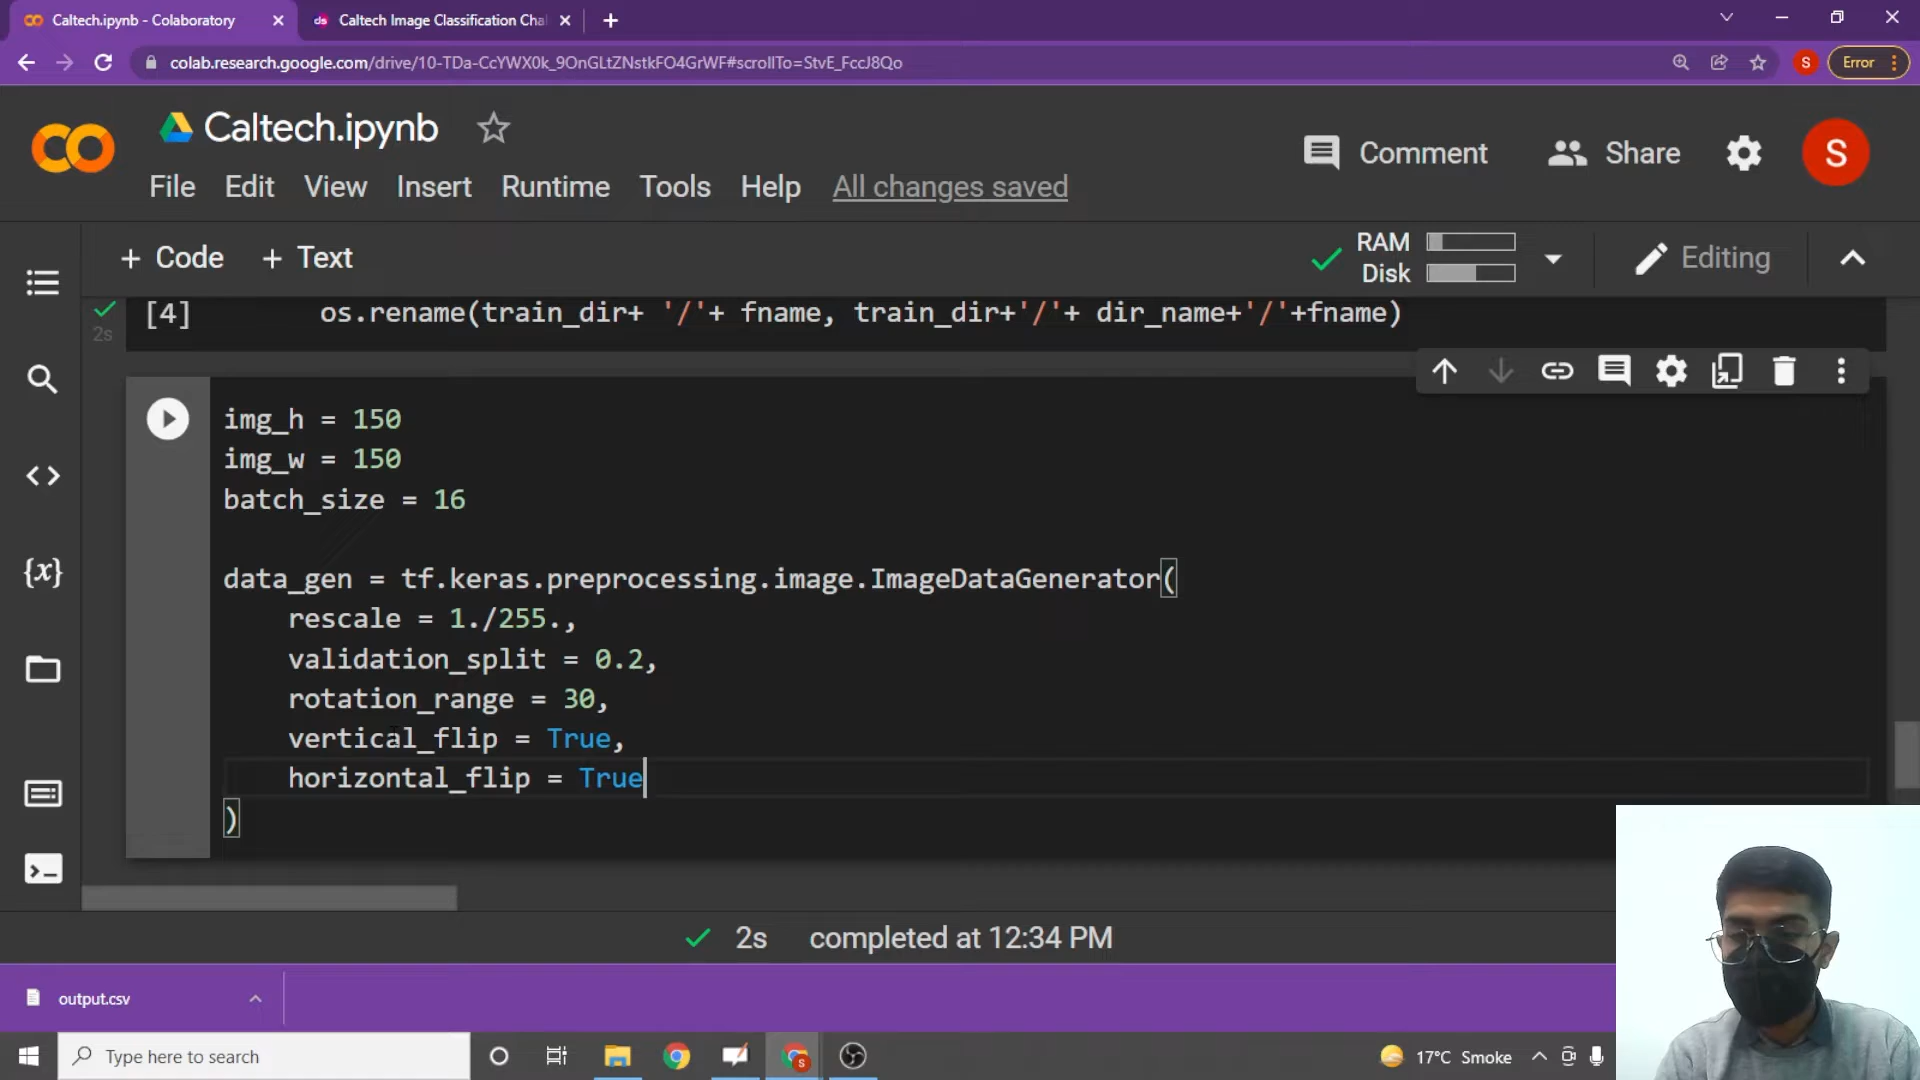 Caltech.ipynb - Colaboratory
ds Caltech Image Classification Chal
colab.research.google.com/drive/10-TDa-CcYWX0k_9OnGLtZNstkFO4GrWF#scrollTo=StvE_FccJ8Qo
S
Error
Caltech.ipynb
Comment
Share
S
File Edit View Insert Runtime Tools Help All changes saved
+ Code + Text
RAM
Disk
Editing
[4] os.rename(train_dir+ '/'+ fname, train_dir+'/'+ dir_name+'/'+fname)
2s
img_h = 150
img_w = 150
batch_size = 16
data_gen = tf.keras.preprocessing.image.ImageDataGenerator(
rescale = 1./255.,
validation_split = 0.2,
rotation_range = 30,
vertical_flip = True,
horizontal_flip = True
)
{x}
2s completed at 12:34 PM
output.csv
Type here to search
S
17°C Smoke